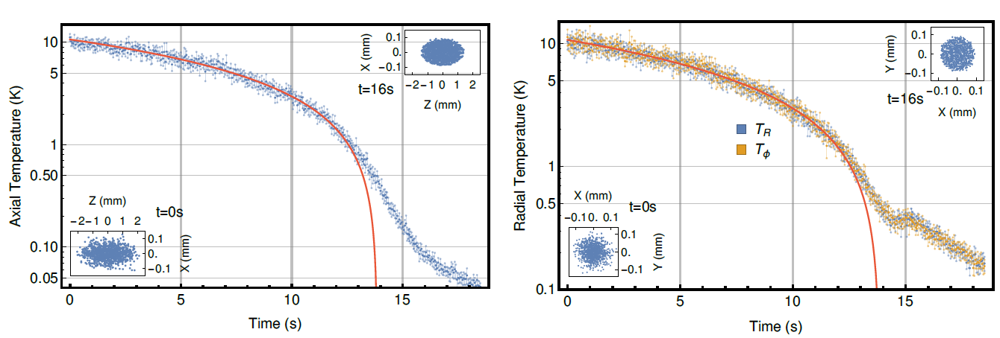 Axial Temperature (K)
10
5
1
0.50
0.10
0.05
0.1
0.
−0.1
X (mm)
−2 −1 0 1 2
Z (mm)
t=16s
Z (mm)
t=0s
−2 −1 0 1 2
0.1
0.
−0.1
X (mm)
0 5 10 15
Time (s)
Radial Temperature (K)
10
5
1
0.5
0.1
Y (mm)
0.1
0.
−0.1
t=16s
−0.1 0. 0.1
X (mm)
TR
Tϕ
X (mm)
t=0s
−0.1 0. 0.1
0.1
0.
−0.1
Y (mm)
0 5 10 15
Time (s)